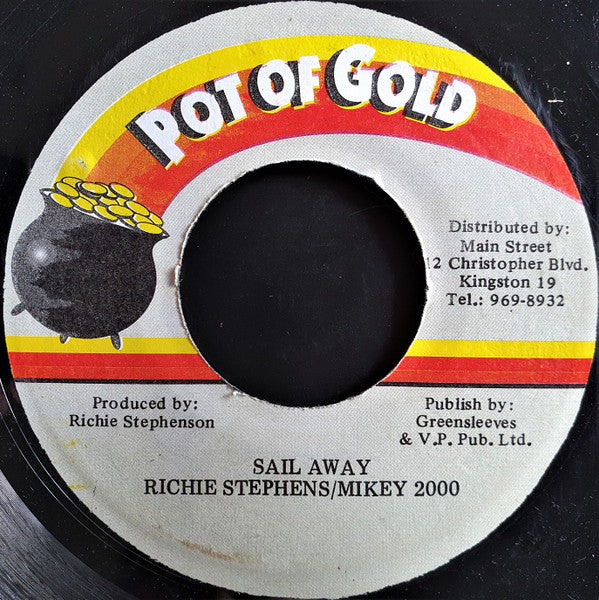 POT OF GOLD
Distributed by:
Main Street
12 Christopher Blvd.
Kingston 19
Tel.: 969-8932
Produced by:
Richie Stephenson
Publish by:
Greensleeves
& V.P. Pub. Ltd.
SAIL AWAY
RICHIE STEPHENS/MIKEY 2000